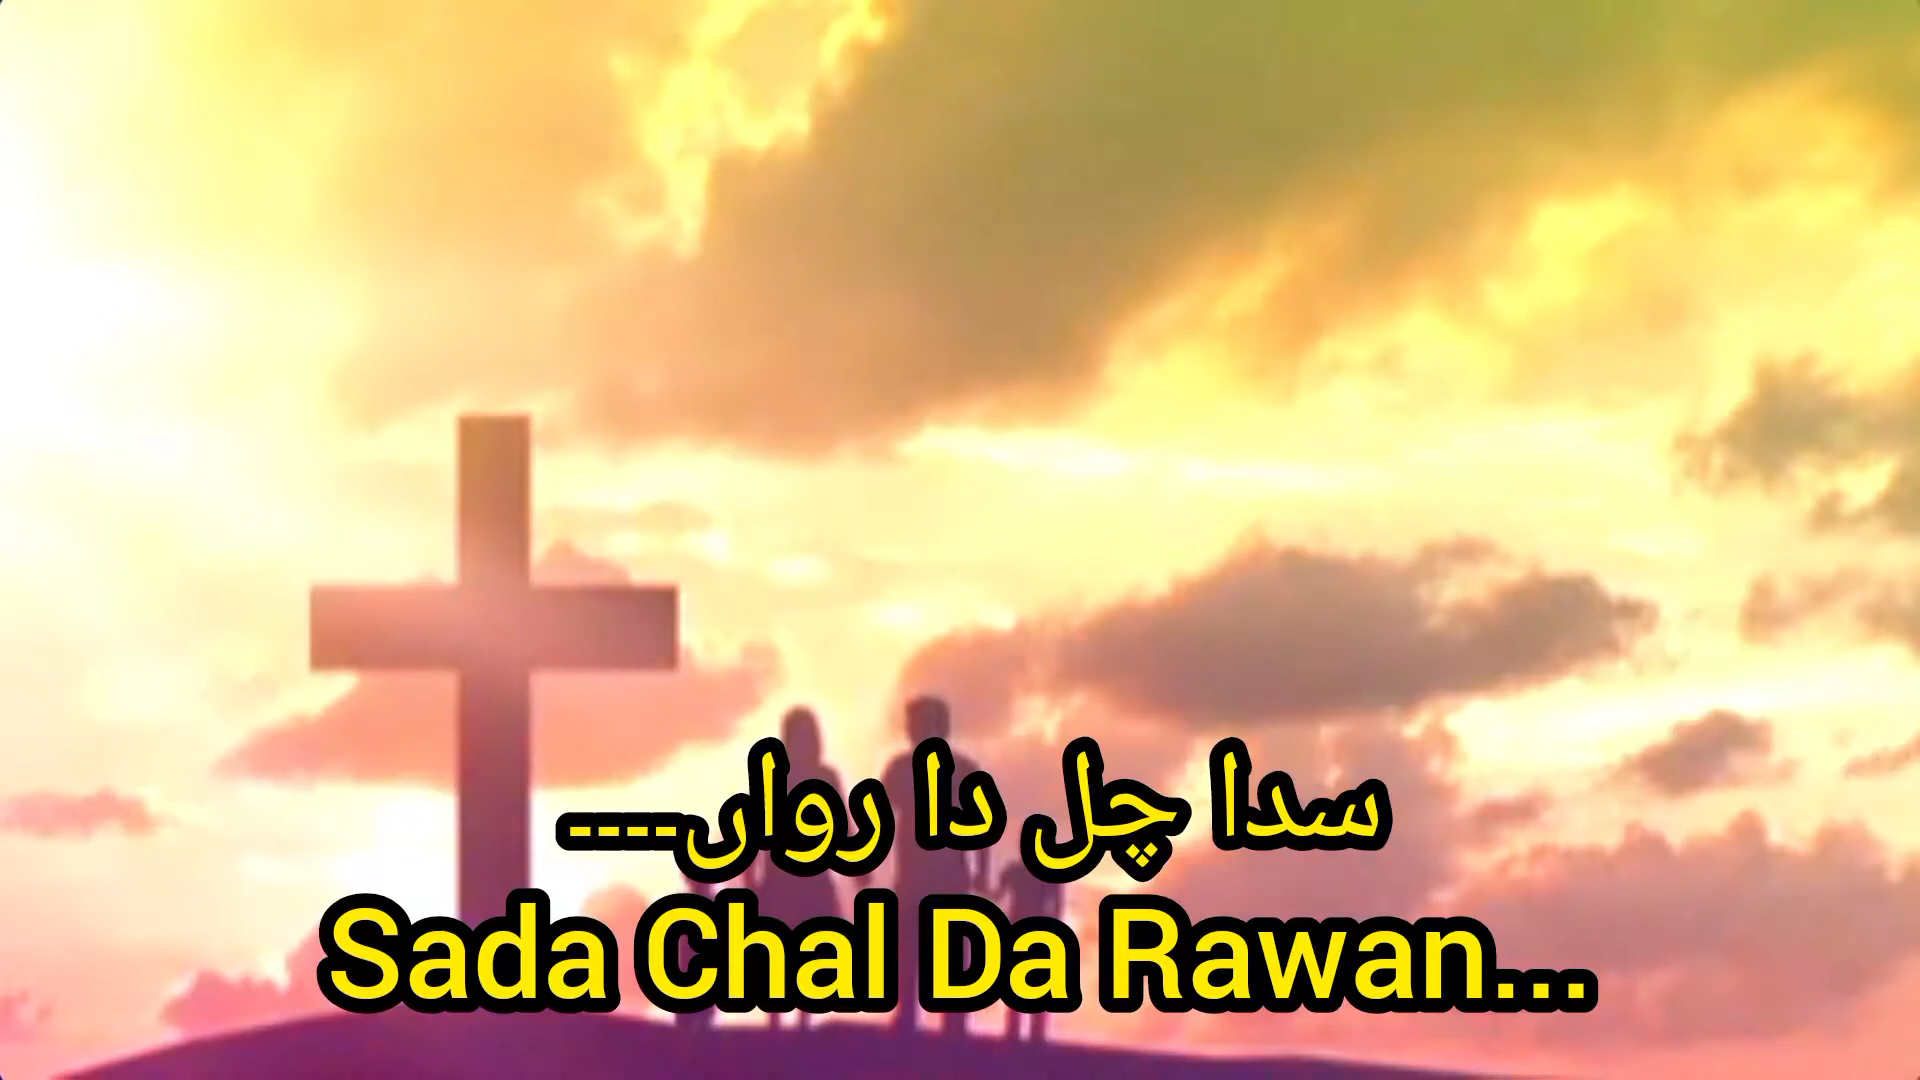 سدا چل دا رواں----
Sada Chal Da Rawan...